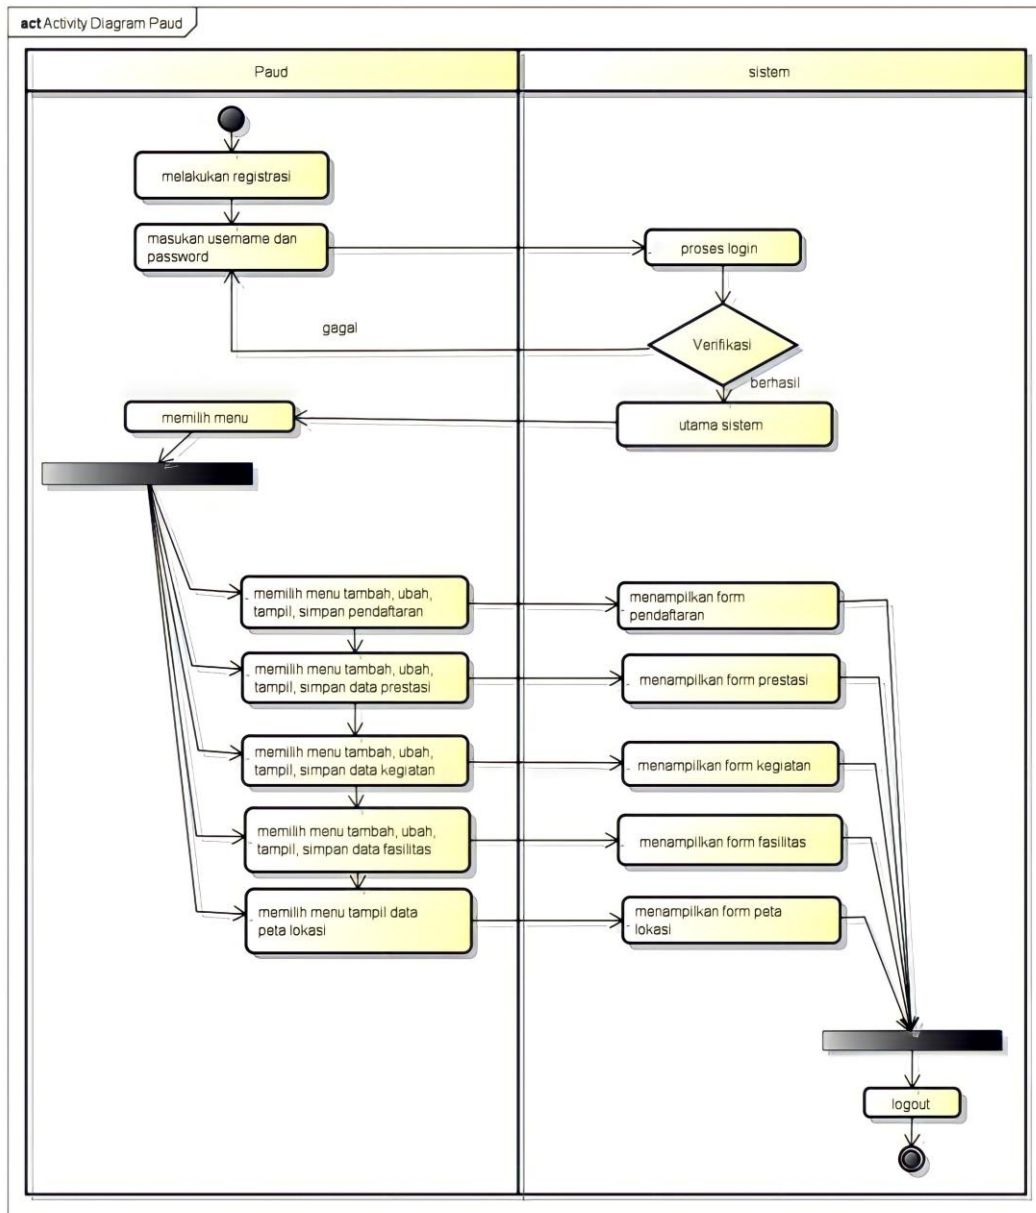 act Activity Diagram Paud
Paud
sistem
melakukan registrasi
masukan username dan
password
proses login
gagal
Verifikasi
berhasil
memilih menu
utama sistem
memilih menu tambah, ubah,
tampil, simpan pendaftaran
menampilkan form
pendaftaran
memilih menu tambah, ubah,
tampil, simpan data prestasi
menampilkan form prestasi
memilih menu tambah, ubah,
tampil, simpan data kegiatan
menampilkan form kegiatan
memilih menu tambah, ubah,
tampil, simpan data fasilitas
menampilkan form fasilitas
memilih menu tampil data
peta lokasi
menampilkan form peta
lokasi
logout